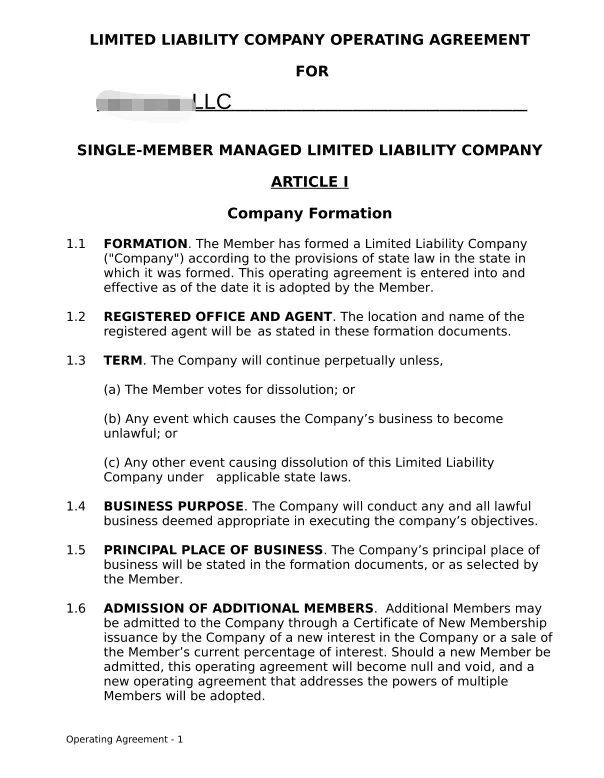 LIMITED LIABILITY COMPANY OPERATING AGREEMENT
FOR
LLC
SINGLE-MEMBER MANAGED LIMITED LIABILITY COMPANY
ARTICLE I
Company Formation
1.1 FORMATION. The Member has formed a Limited Liability Company
("Company") according to the provisions of state law in the state in
which it was formed. This operating agreement is entered into and
effective as of the date it is adopted by the Member.
1.2 REGISTERED OFFICE AND AGENT. The location and name of the
registered agent will be as stated in these formation documents.
1.3 TERM. The Company will continue perpetually unless,
(a) The Member votes for dissolution; or
(b) Any event which causes the Company’s business to become
unlawful; or
(c) Any other event causing dissolution of this Limited Liability
Company under applicable state laws.
1.4 BUSINESS PURPOSE. The Company will conduct any and all lawful
business deemed appropriate in executing the company’s objectives.
1.5 PRINCIPAL PLACE OF BUSINESS. The Company’s principal place of
business will be stated in the formation documents, or as selected by
the Member.
1.6 ADMISSION OF ADDITIONAL MEMBERS. Additional Members may
be admitted to the Company through a Certificate of New Membership
issuance by the Company of a new interest in the Company or a sale of
the Member’s current percentage of interest. Should a new Member be
admitted, this operating agreement will become null and void, and a
new operating agreement that addresses the powers of multiple
Members will be adopted.
Operating Agreement - 1